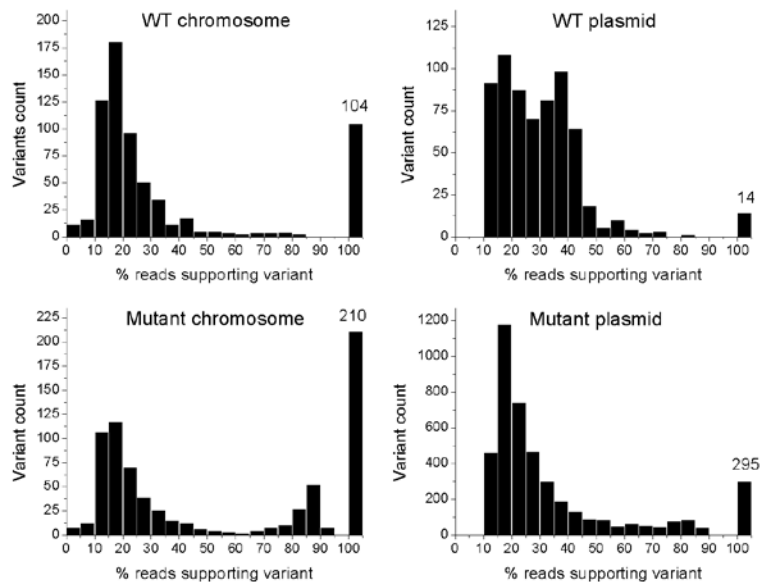 WT chromosome
200
175
150
125
100
75
50
25
0
Variants count
104
0 10 20 30 40 50 60 70 80 90 100
% reads supporting variant
WT plasmid
125
100
75
50
25
0
Variant count
14
0 10 20 30 40 50 60 70 80 90 100
% reads supporting variant
Mutant chromosome
225
200
175
150
125
100
75
50
25
0
Variant count
210
0 10 20 30 40 50 60 70 80 90 100
% reads supporting variant
Mutant plasmid
1200
1000
800
600
400
200
0
Variant count
295
0 10 20 30 40 50 60 70 80 90 100
% reads supporting variant